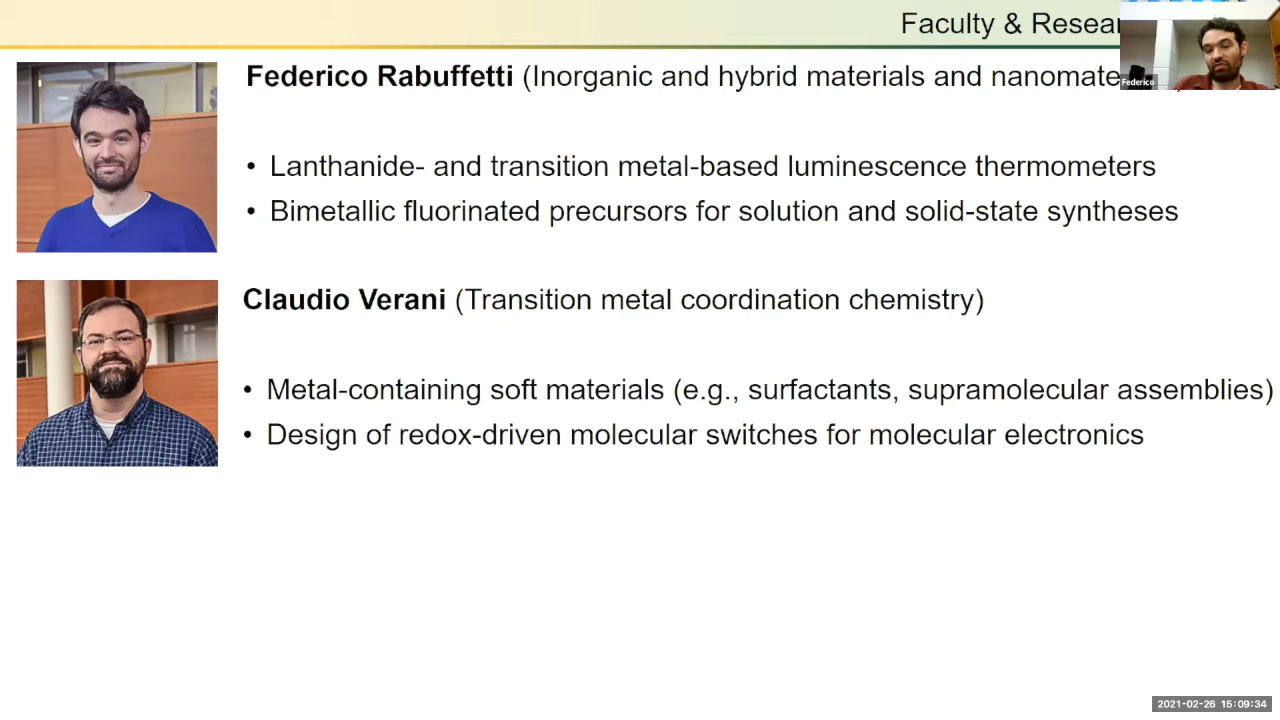 Faculty & Resear
Federico Rabuffetti (Inorganic and hybrid materials and nanomate
Federico
• Lanthanide- and transition metal-based luminescence thermometers
• Bimetallic fluorinated precursors for solution and solid-state syntheses
Claudio Verani (Transition metal coordination chemistry)
• Metal-containing soft materials (e.g., surfactants, supramolecular assemblies)
• Design of redox-driven molecular switches for molecular electronics
2021-02-26 15:09:34